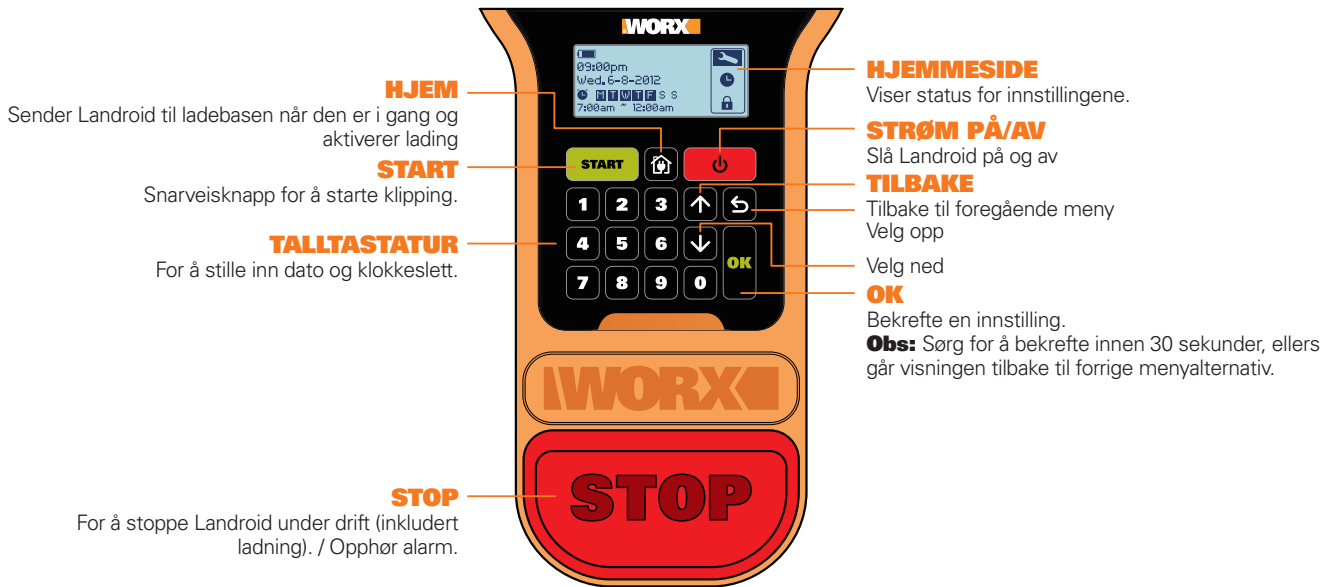 WORX
09:00pm
Wed.6-8-2012
M T W T F S S
7:00am ~ 12:00am
HJEM
Sender Landroid til ladebasen når den er i gang og
aktiverer lading
START
Snarveisknapp for å starte klipping.
TALLTASTATUR
For å stille inn dato og klokkeslett.
START
1 2 3
4 5 6
OK
7 8 9 0
HJEMMESIDE
Viser status for innstillingene.
STRØM PÅ/AV
Slå Landroid på og av
TILBAKE
Tilbake til foregående meny
Velg opp
Velg ned
OK
Bekrefte en innstilling.
Obs: Sørg for å bekrefte innen 30 sekunder, ellers
går visningen tilbake til forrige menyalternativ.
WORX
STOP
For å stoppe Landroid under drift (inkludert
ladning). / Opphør alarm.
STOP